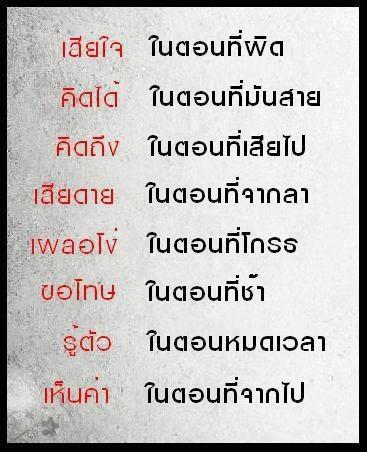 เสียใจ ในตอนที่ผิด
คิดได้ ในตอนที่มันสาย
คิดถึง ในตอนที่เสียไป
เสียดาย ในตอนที่จากลา
เผลอโง่ ในตอนที่โกรธ
ขอโทษ ในตอนที่ช้ำ
รู้ตัว ในตอนหมดเวลา
เห็นค่า ในตอนที่จากไป